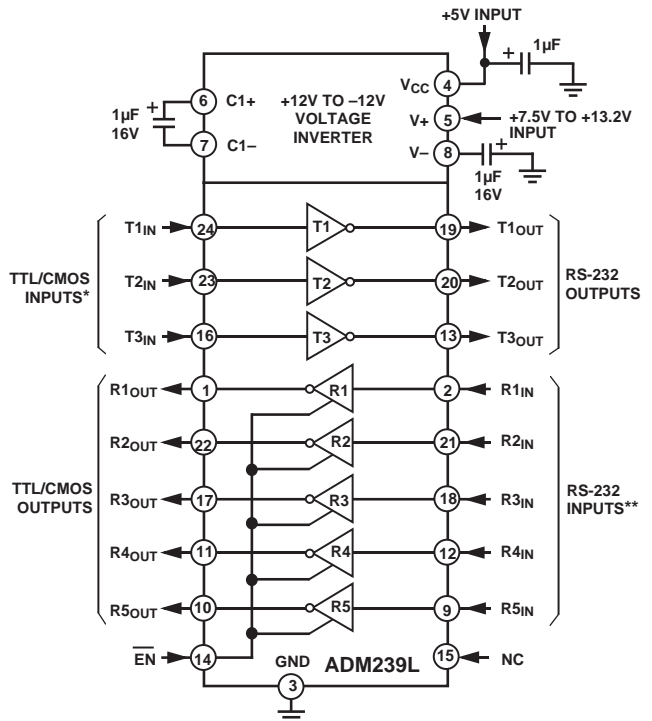 +5V INPUT
1µF
+
VCC 4
6 C1+
+12V TO –12V
VOLTAGE
INVERTER
1µF
16V
+
7 C1–
V+ 5
+7.5V TO +13.2V
INPUT
V– 8
+
1µF
16V
TTL/CMOS
INPUTS*
T1IN 24 T1 19 T1OUT
T2IN 23 T2 20 T2OUT
T3IN 16 T3 13 T3OUT
RS-232
OUTPUTS
TTL/CMOS
OUTPUTS
R1OUT 1 R1 2 R1IN
R2OUT 22 R2 21 R2IN
R3OUT 17 R3 18 R3IN
R4OUT 11 R4 12 R4IN
R5OUT 10 R5 9 R5IN
RS-232
INPUTS**
EN 14
GND
3
ADM239L
15 NC